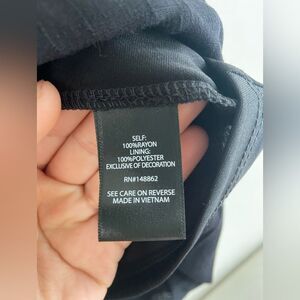 SELF:
100%RAYON
LINING:
100%POLYESTER
EXCLUSIVE OF DECORATION
RN#148862
SEE CARE ON REVERSE
MADE IN VIETNAM